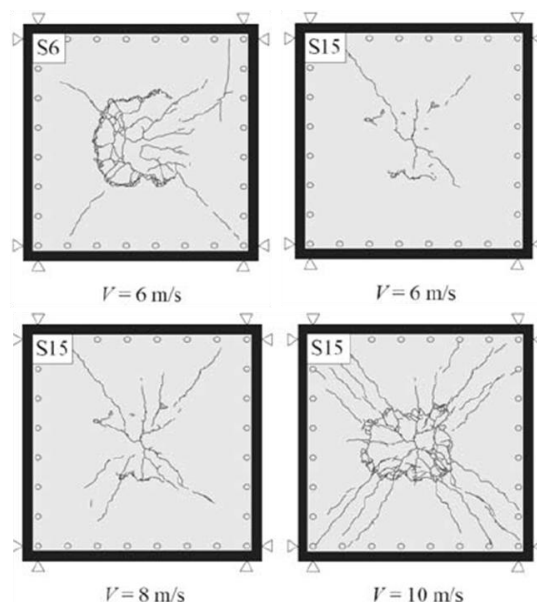 S6
S15
V = 6 m/s
V = 6 m/s
S15
S15
V = 8 m/s
V = 10 m/s